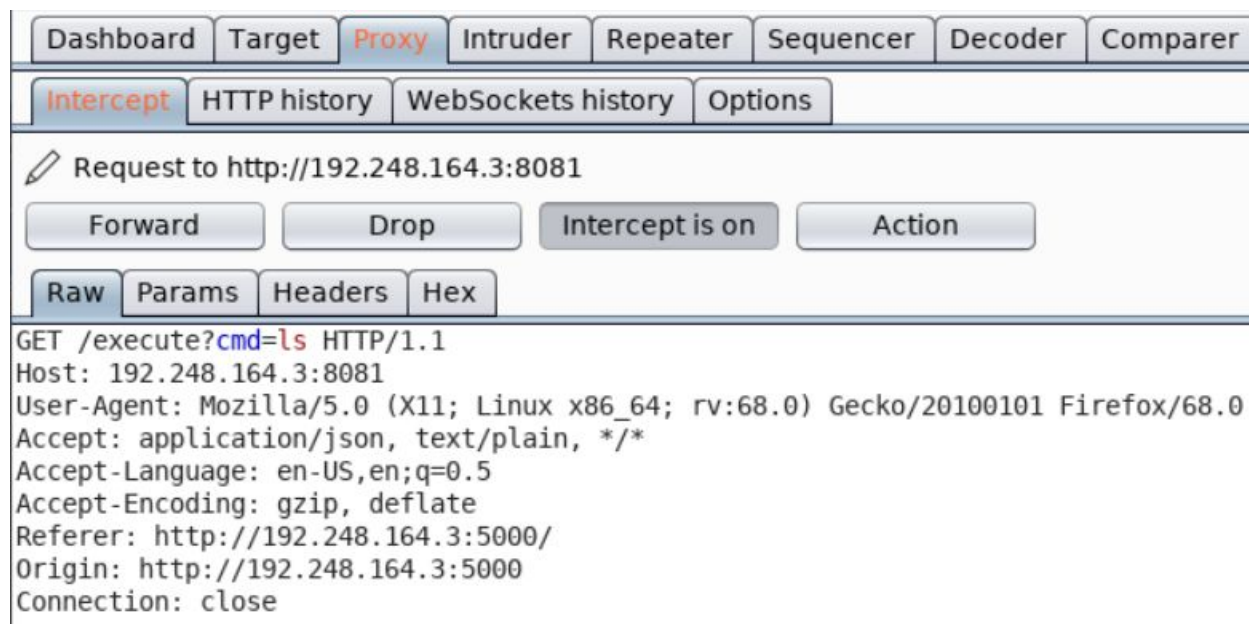 Dashboard Target Proxy Intruder Repeater Sequencer Decoder Comparer
Intercept HTTP history WebSockets history Options
Request to http://192.248.164.3:8081
Forward Drop Intercept is on Action
Raw Params Headers Hex
GET /execute?cmd=ls HTTP/1.1
Host: 192.248.164.3:8081
User-Agent: Mozilla/5.0 (X11; Linux x86_64; rv:68.0) Gecko/20100101 Firefox/68.0
Accept: application/json, text/plain, */*
Accept-Language: en-US,en;q=0.5
Accept-Encoding: gzip, deflate
Referer: http://192.248.164.3:5000/
Origin: http://192.248.164.3:5000
Connection: close